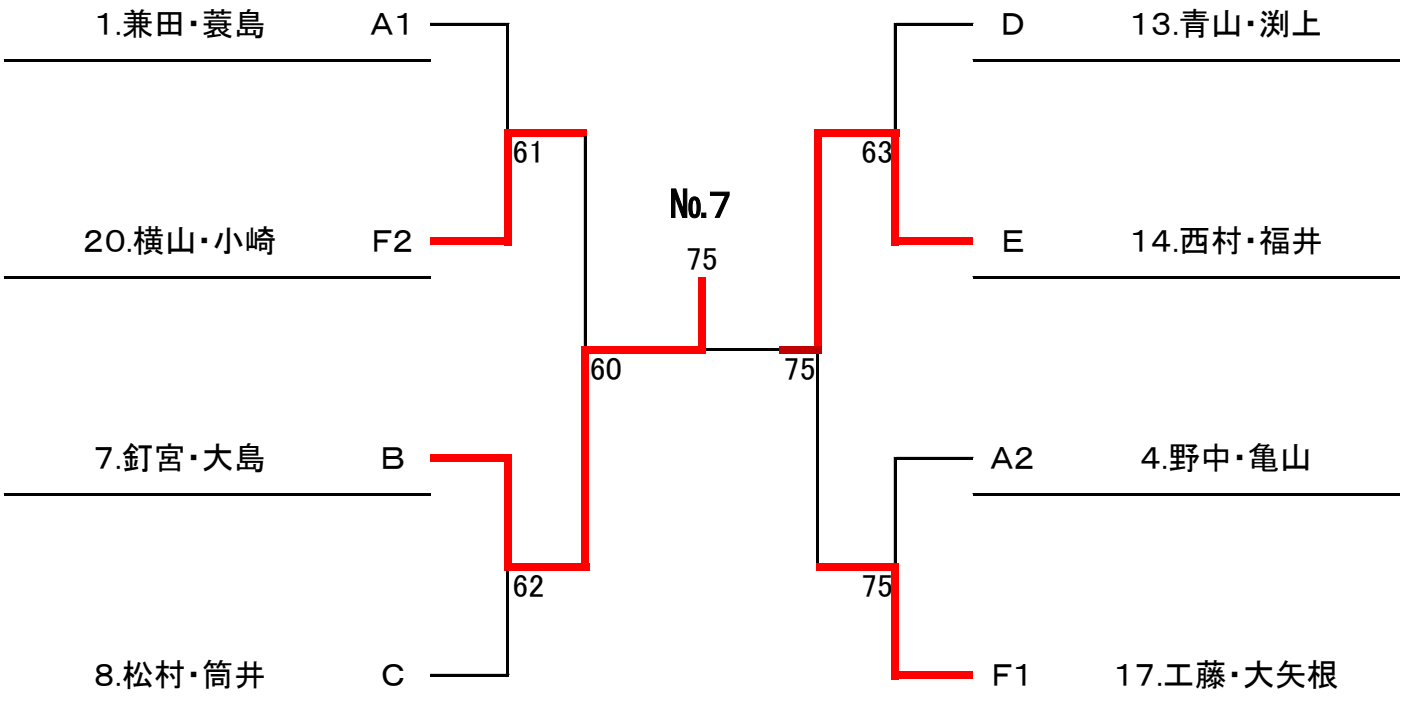 1.兼田・蓑島 A1
D 13.青山・渕上
61
63
№.7
20.横山・小崎 F2
E 14.西村・福井
75
60
75
7.釘宮・大島 B
A2 4.野中・亀山
62
75
8.松村・筒井 C
F1 17.工藤・大矢根